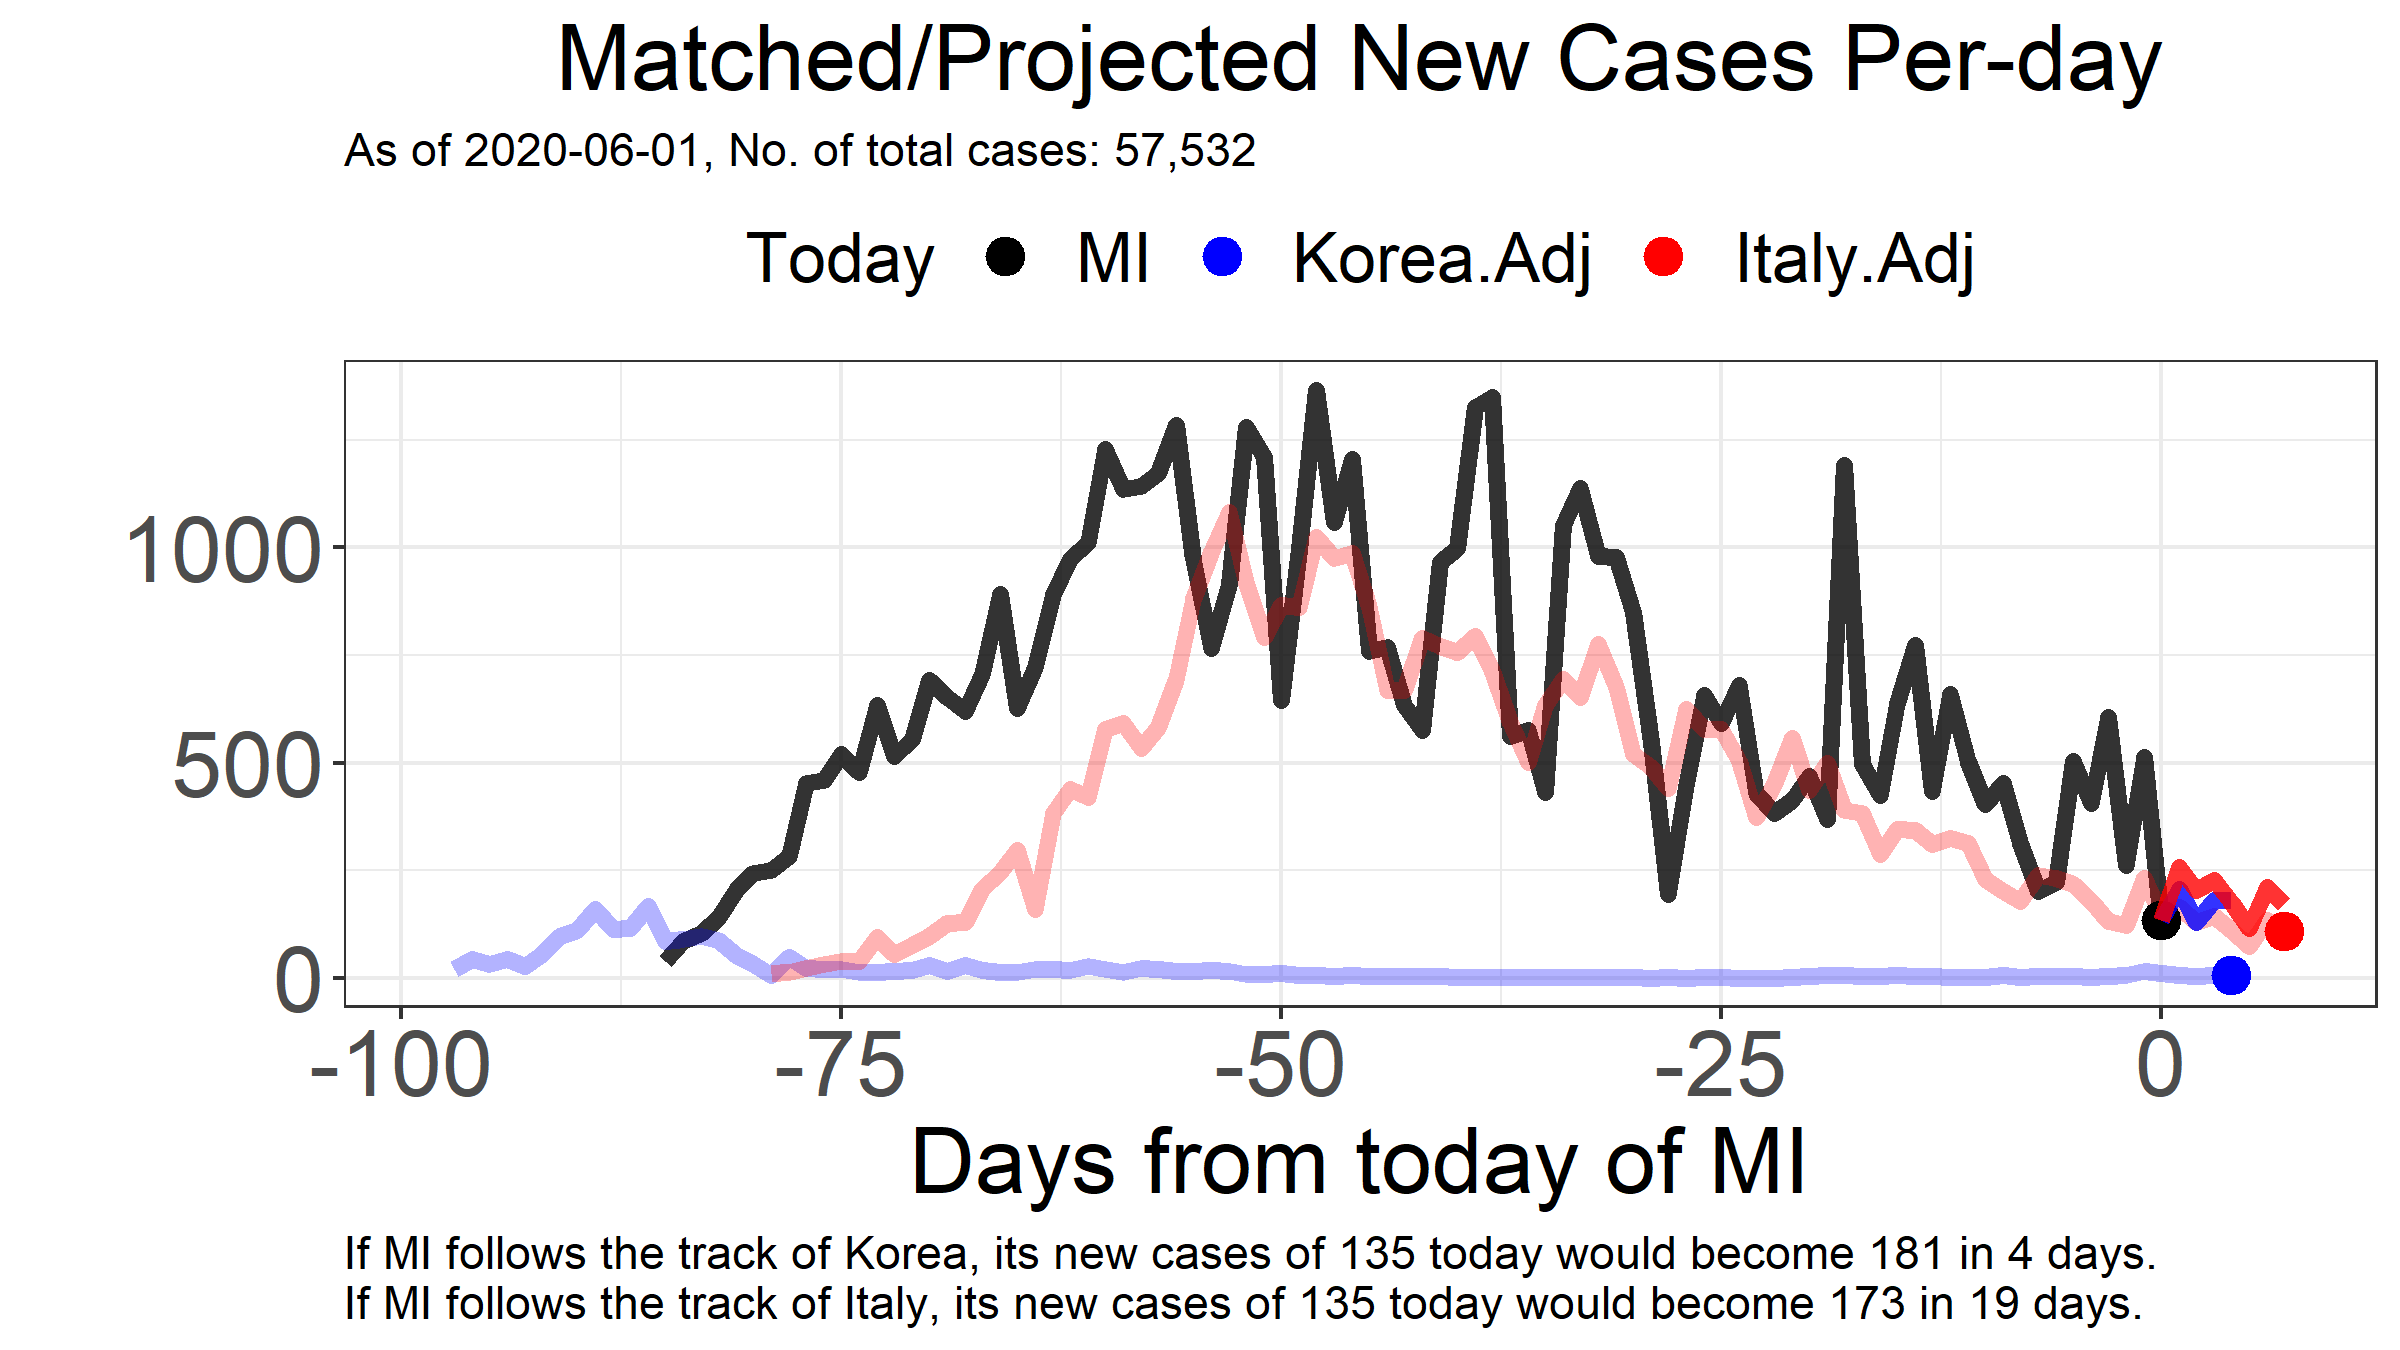 Matched/Projected New Cases Per-day
As of 2020-06-01, No. of total cases: 57,532
Today MI Korea.Adj Italy.Adj
1000
500
0
-100 -75 -50 -25 0
Days from today of MI
If MI follows the track of Korea, its new cases of 135 today would become 181 in 4 days.
If MI follows the track of Italy, its new cases of 135 today would become 173 in 19 days.